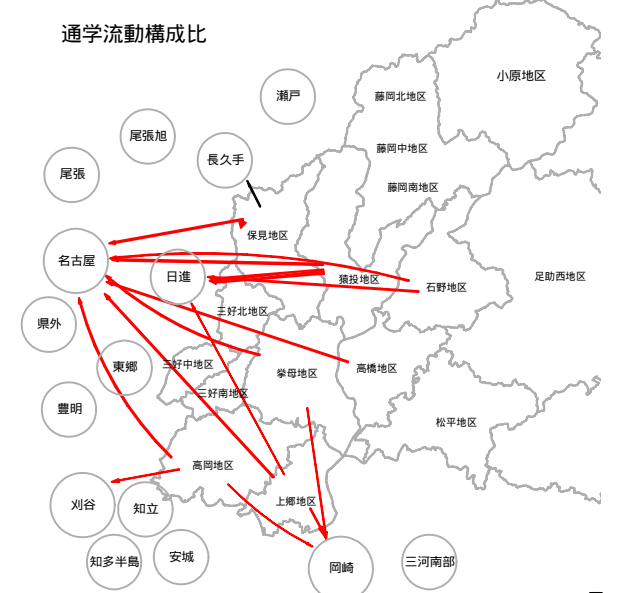 通学流動構成比
小原地区
瀬戸
藤岡北地区
尾張旭
藤岡中地区
長久手
尾張
藤岡南地区
保見地区
名古屋
日進
猿投地区
石野地区
足助西地区
三好北地区
県外
三好中地区
東郷
挙母地区
高橋地区
三好南地区
豊明
松平地区
高岡地区
刈谷
知立
上郷地区
知多半島
安城
岡崎
三河南部